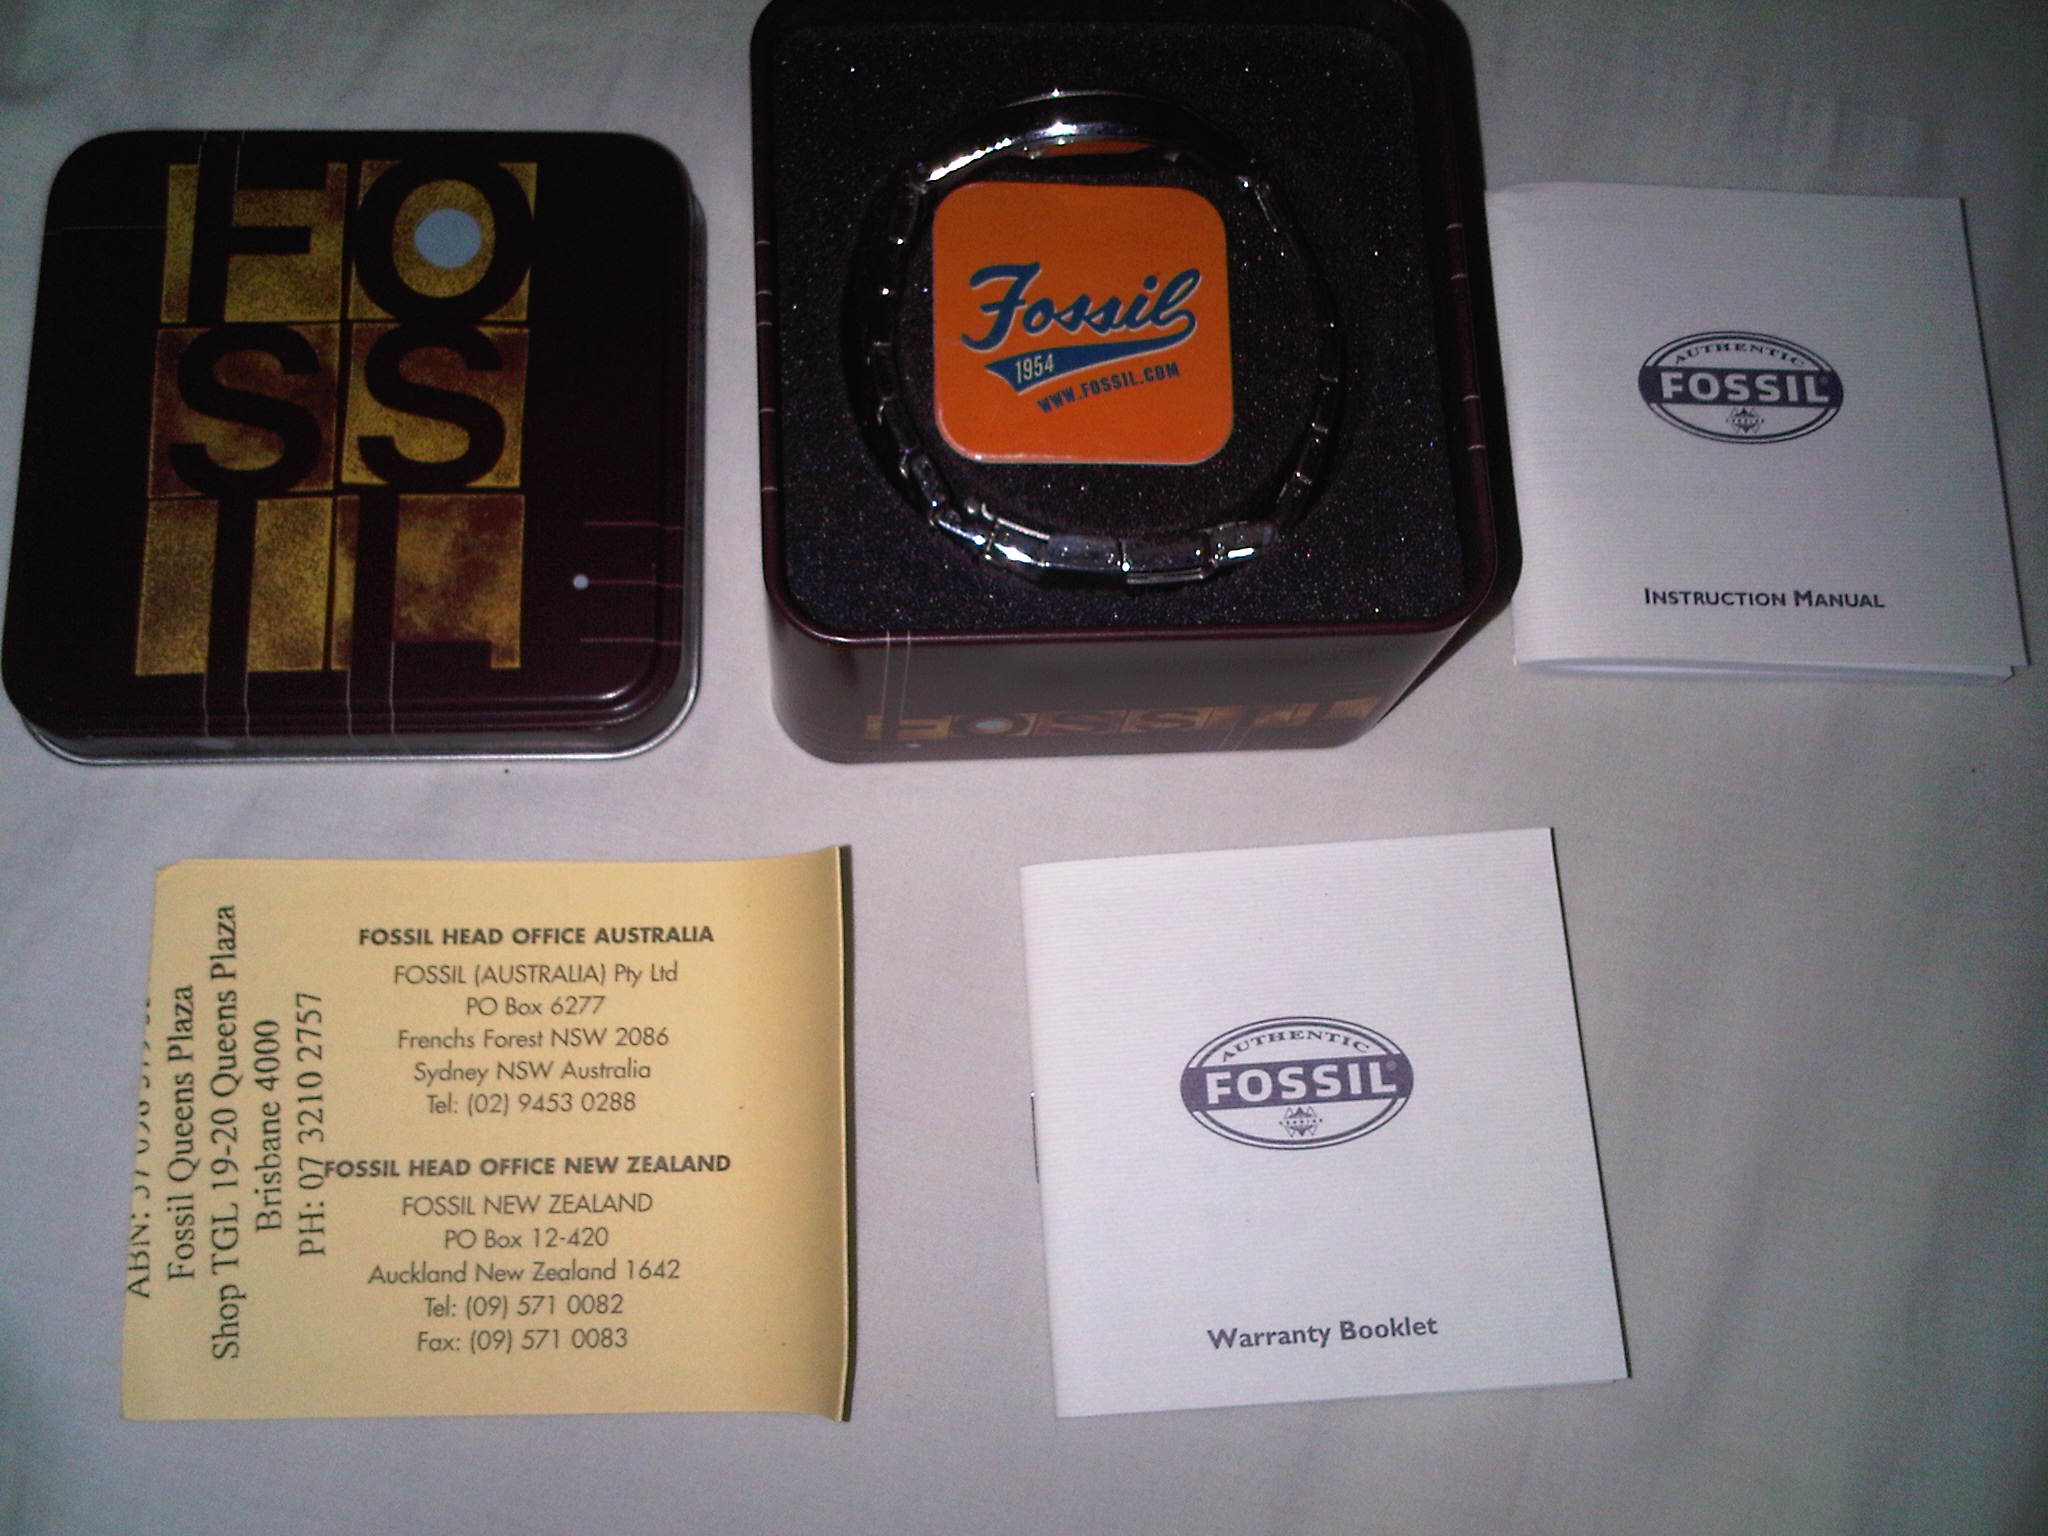 FO
SS
IL
Fossil
1954
WWW.FOSSIL.COM
FOSSIL
AUTHENTIC
FOSSIL
INSTRUCTION MANUAL
Fossil Queens Plaza
Shop TGL 19-20 Queens Plaza
Brisbane 4000
PH: 07 3210 2757
FOSSIL HEAD OFFICE AUSTRALIA
FOSSIL (AUSTRALIA) Pty Ltd
PO Box 6277
Frenchs Forest NSW 2086
Sydney NSW Australia
Tel: (02) 9453 0288
FOSSIL HEAD OFFICE NEW ZEALAND
FOSSIL NEW ZEALAND
PO Box 12-420
Auckland New Zealand 1642
Tel: (09) 571 0082
Fax: (09) 571 0083
AUTHENTIC
FOSSIL
Warranty Booklet